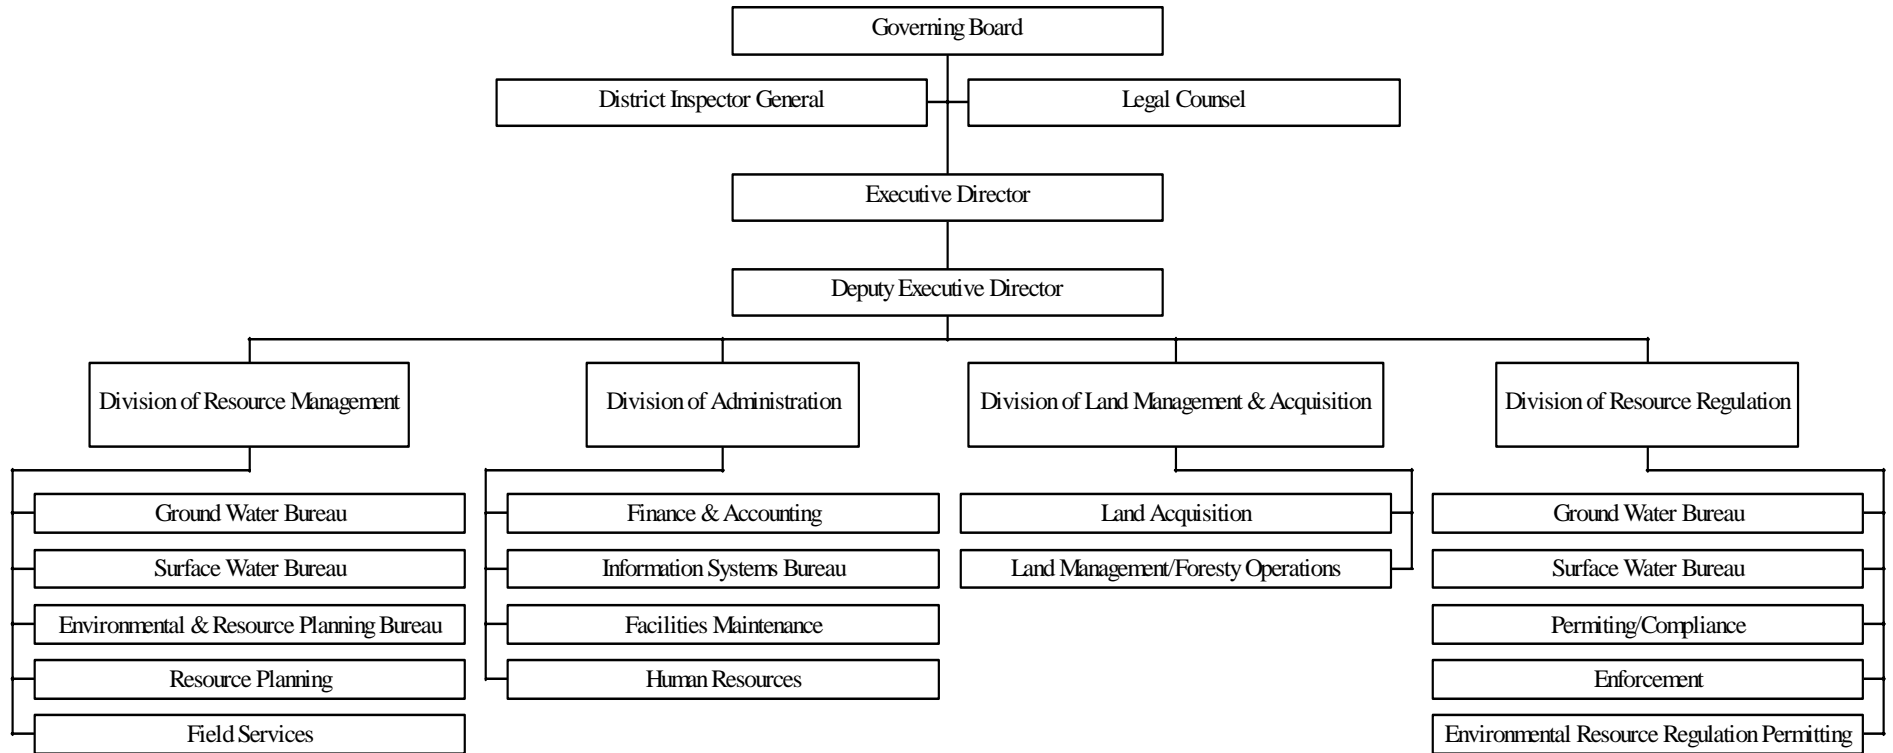 Governing Board
District Inspector General
Legal Counsel
Executive Director
Deputy Executive Director
Division of Resource Management
Division of Administration
Division of Land Management & Acquisition
Division of Resource Regulation
Ground Water Bureau
Surface Water Bureau
Environmental & Resource Planning Bureau
Resource Planning
Field Services
Finance & Accounting
Information Systems Bureau
Facilities Maintenance
Human Resources
Land Acquisition
Land Management/Foresty Operations
Ground Water Bureau
Surface Water Bureau
Permiting/Compliance
Enforcement
Environmental Resource Regulation Permitting